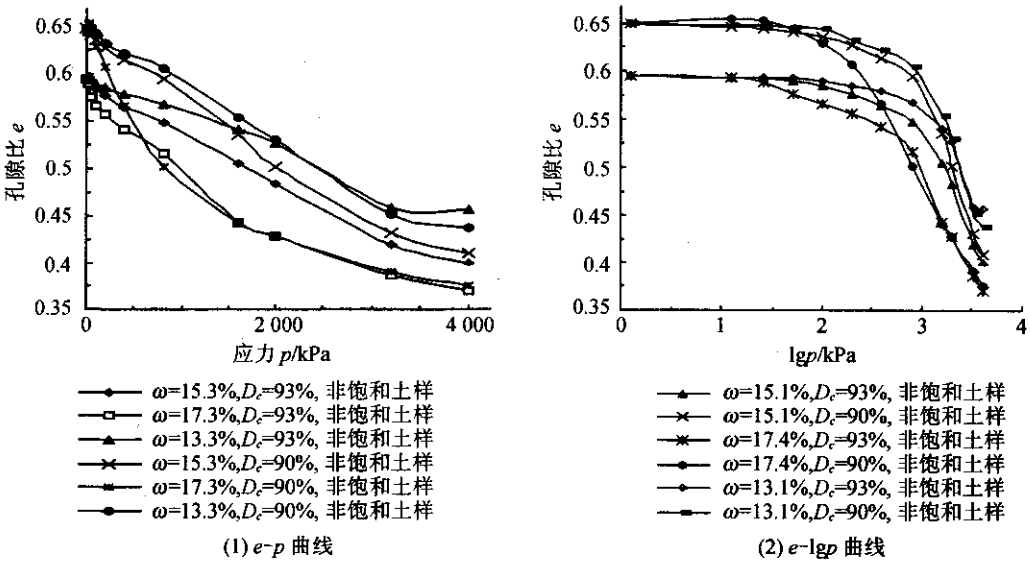 0.65
0.6
0.55
0.5
0.45
0.4
0.35
孔隙比 e
0
2 000
4 000
应力 p/kPa
ω=15.3%,Dc=93%, 非饱和土样
ω=17.3%,Dc=93%, 非饱和土样
ω=13.3%,Dc=93%, 非饱和土样
ω=15.3%,Dc=90%, 非饱和土样
ω=17.3%,Dc=90%, 非饱和土样
ω=13.3%,Dc=90%, 非饱和土样
(1) e-p 曲线
0.65
0.60
0.55
0.50
0.45
0.40
0.35
孔隙比 e
0
1
2
3
4
lgp/kPa
ω=15.1%,Dc=93%, 非饱和土样
ω=15.1%,Dc=90%, 非饱和土样
ω=17.4%,Dc=93%, 非饱和土样
ω=17.4%,Dc=90%, 非饱和土样
ω=13.1%,Dc=93%, 非饱和土样
ω=13.1%,Dc=90%, 非饱和土样
(2) e-lgp 曲线